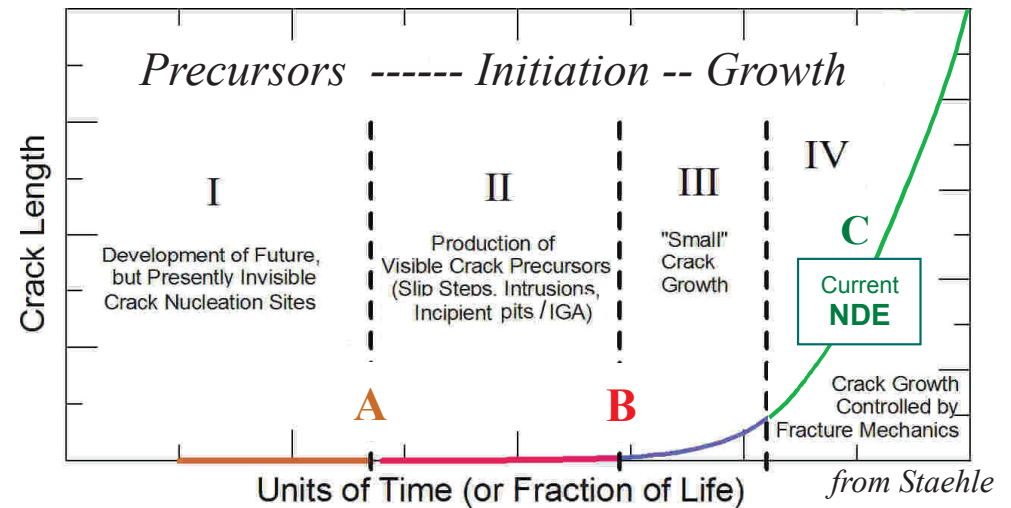 Precursors ------ Initiation -- Growth
Crack Length
I
Development of Future,
but Presently Invisible
Crack Nucleation Sites
II
Production of
Visible Crack Precursors
(Slip Steps. Intrusions,
Incipient pits / IGA)
III
"Small"
Crack
Growth
IV
C
Current
NDE
Crack Growth
Controlled by
Fracture Mechanics
A
B
Units of Time (or Fraction of Life)
from Staehle